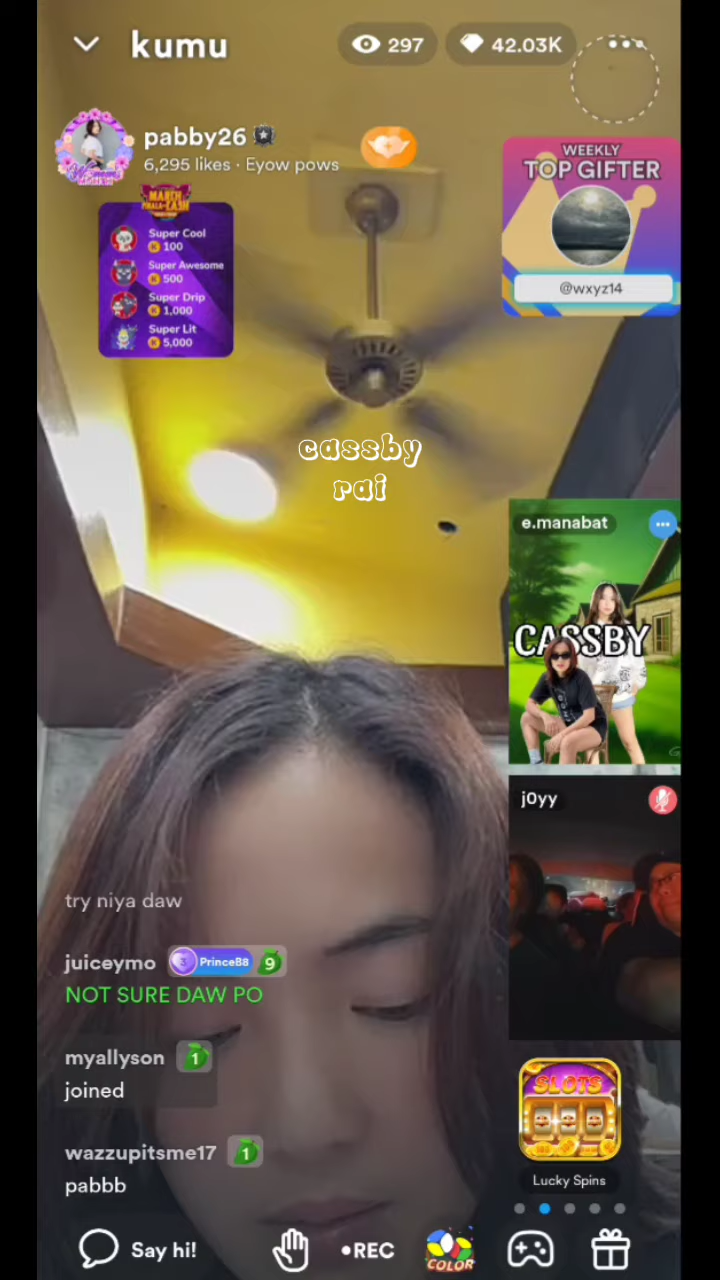 kumu
297
42.03K
pabby26
6,295 likes · Eyow pows
MARCH
Super Cool
100
Super Awesome
500
Super Drip
1,000
Super Lit
5,000
WEEKLY
TOP GIFTER
@wxyz14
cassby
rai
e.manabat
CASSBY
j0yy
try niya daw
juiceymo 3 Prince88 9
NOT SURE DAW PO
myallyson 1
joined
wazzupitsme17 1
pabbb
SLOTS
Lucky Spins
Say hi!
•REC
COLOR